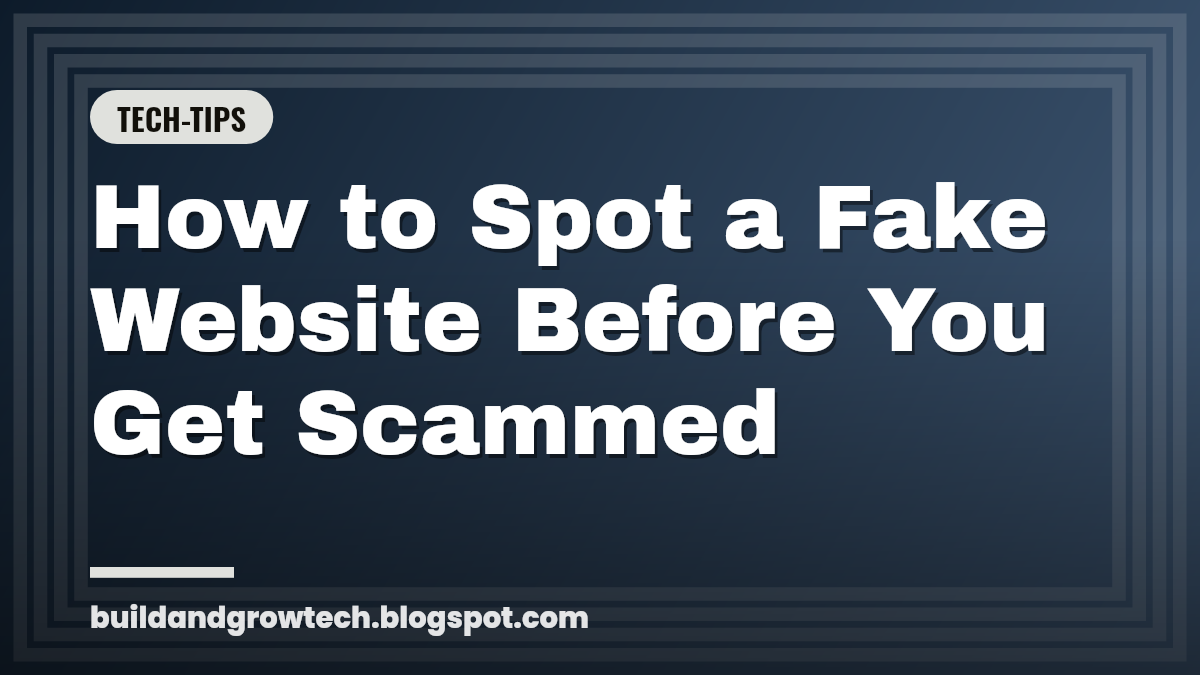 TECH-TIPS
How to Spot a Fake
Website Before You
Get Scammed
buildandgrowtech.blogspot.com